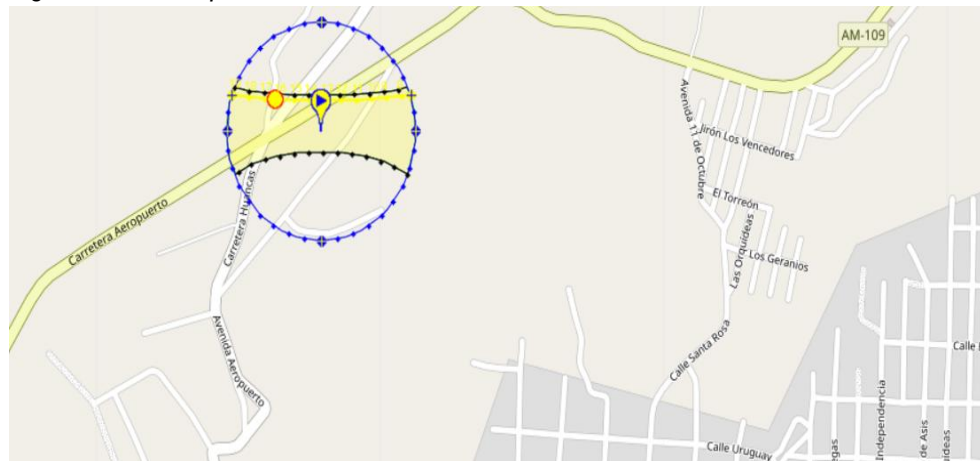 AM-109
Avenida 11 de Octubre
Jirón Los Vencedores
El Torreón
Las Orquídeas
Los Geranios
Carretera Aeropuerto
Carretera Huancas
Avenida Aeropuerto
Calle Santa Rosa
Calle Uruguay
Independencia
de Asis
Calle